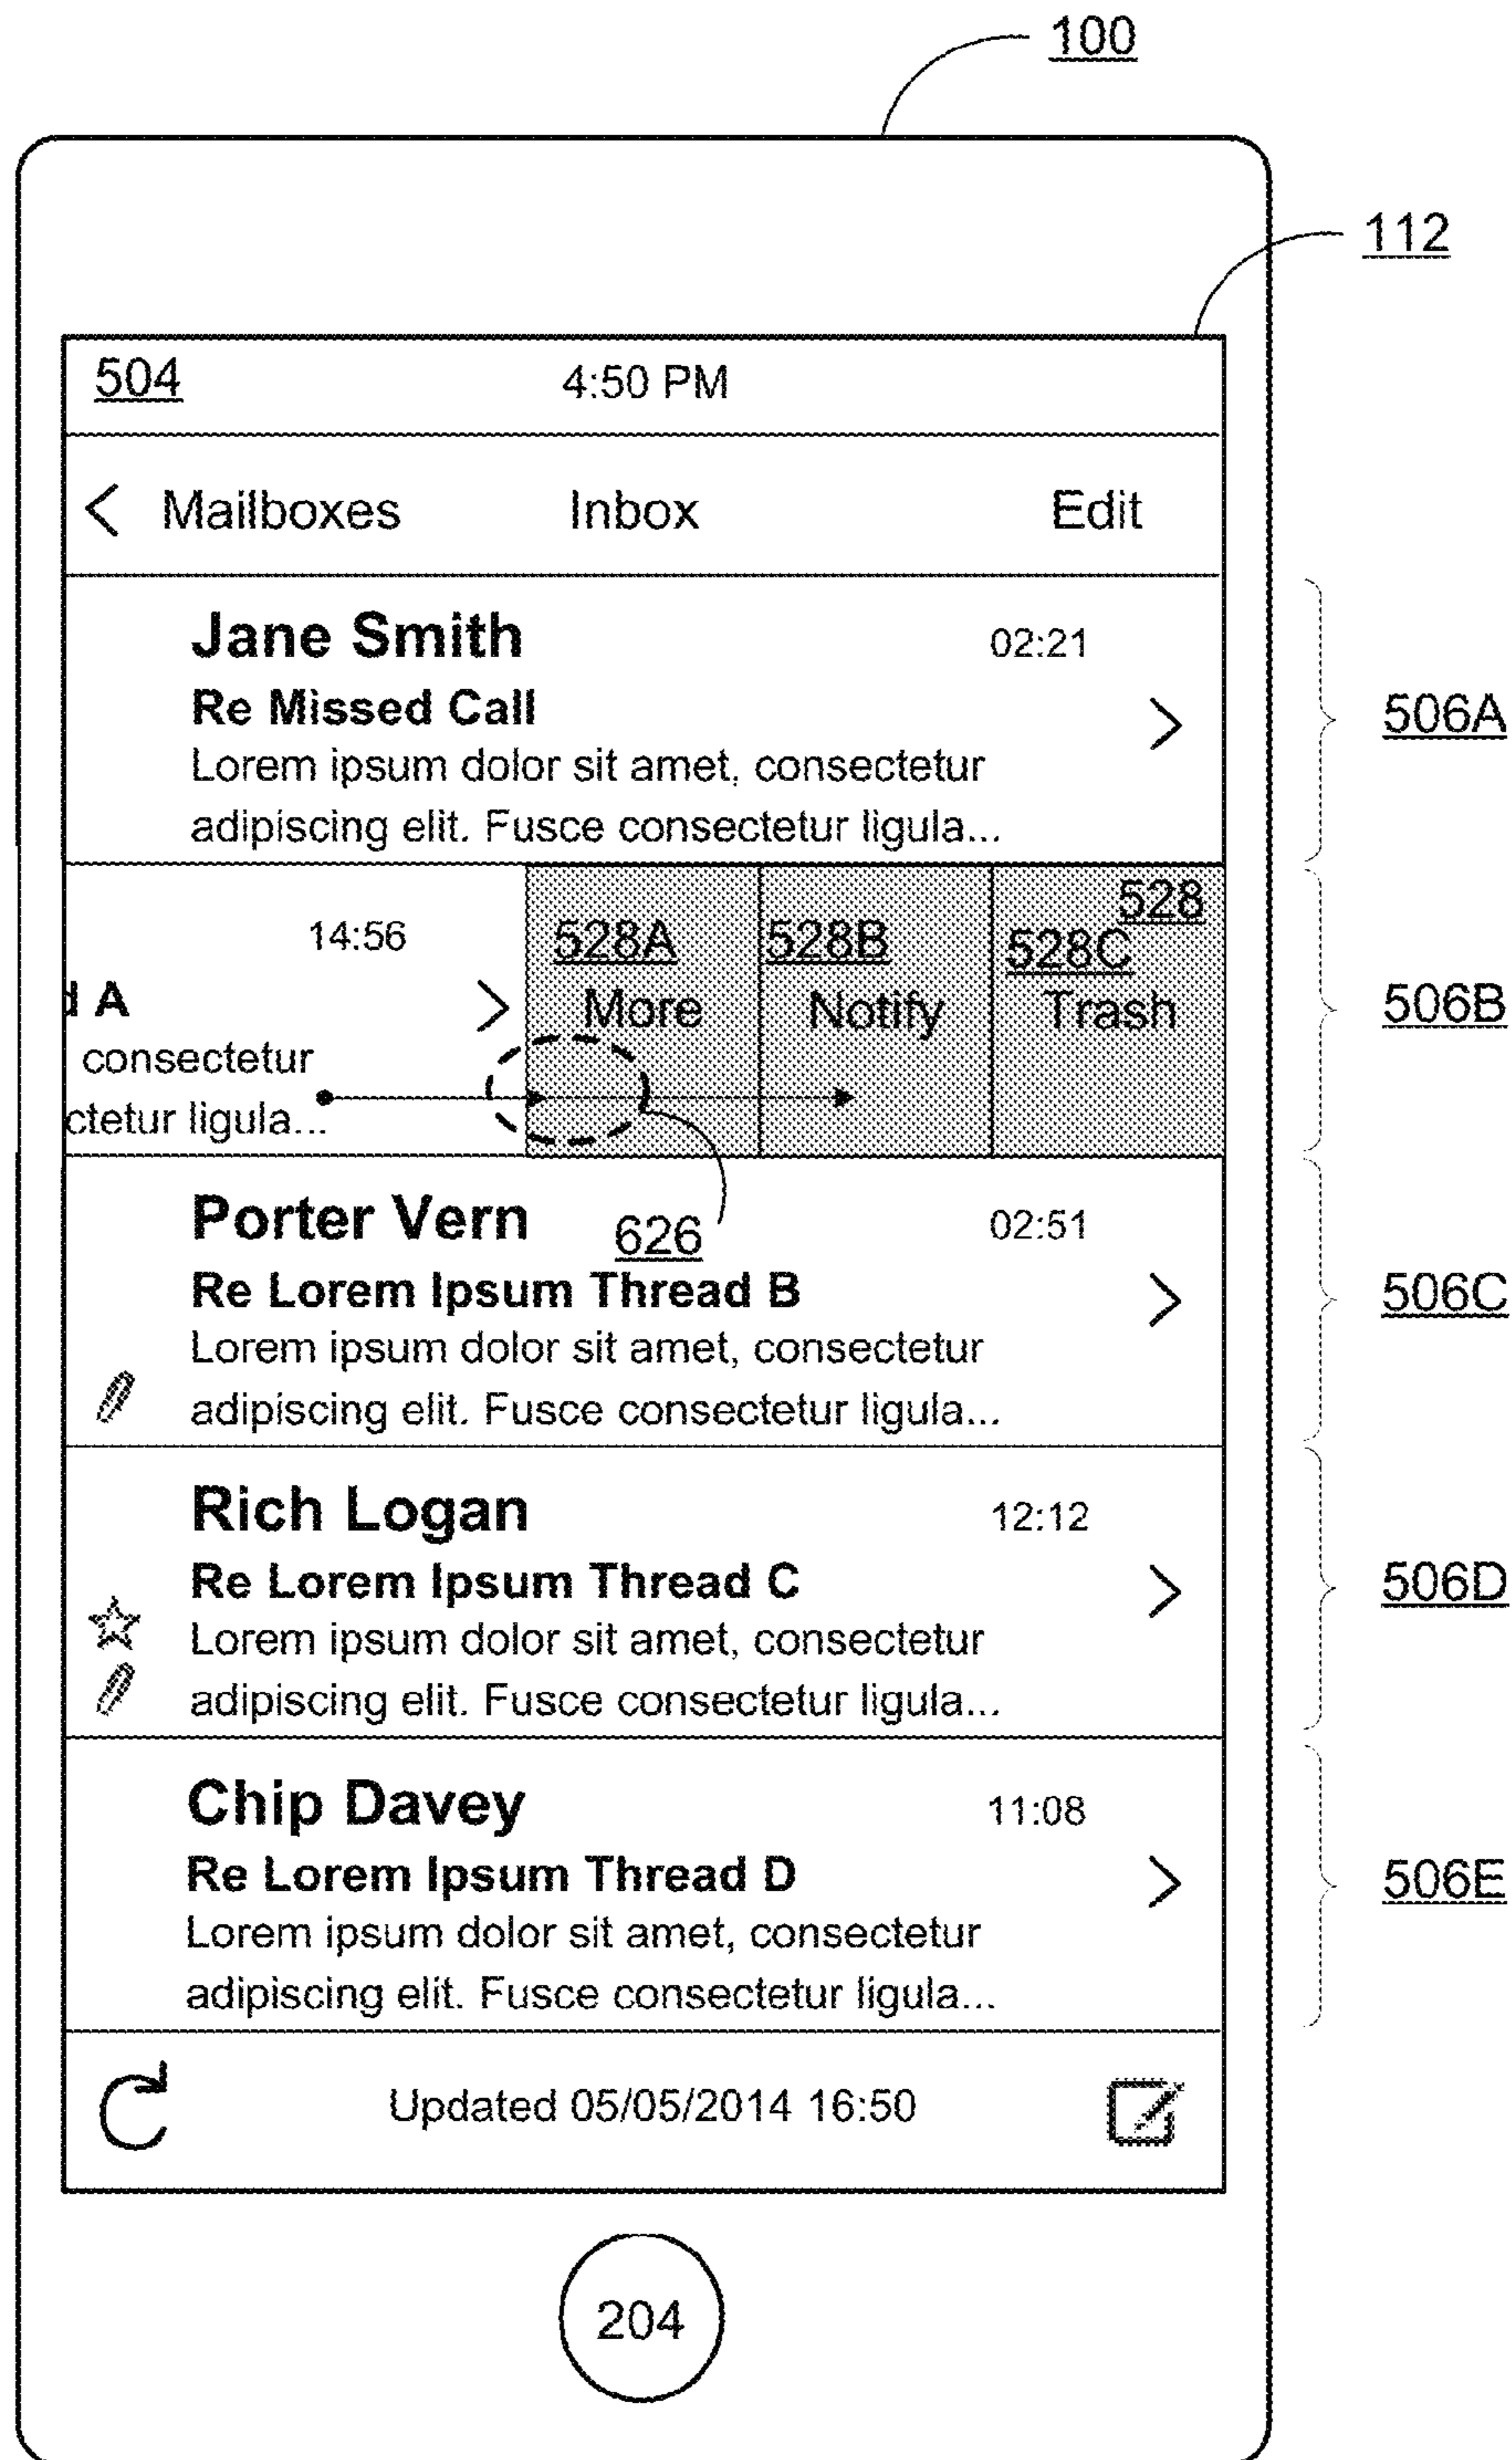 100
112
504 4:50 PM
< Mailboxes Inbox Edit
Jane Smith 02:21
Re Missed Call
506A
Lorem ipsum dolor sit amet, consectetur
adipiscing elit. Fusce consectetur ligula...
528
14:56 528A 528B 528C
d A More Notify Trash
506B
consectetur
ctetur ligula...
Porter Vern 626 02:51
Re Lorem Ipsum Thread B
506C
Lorem ipsum dolor sit amet, consectetur
adipiscing elit. Fusce consectetur ligula...
Rich Logan 12:12
Re Lorem Ipsum Thread C
506D
Lorem ipsum dolor sit amet, consectetur
adipiscing elit. Fusce consectetur ligula...
Chip Davey 11:08
Re Lorem Ipsum Thread D
506E
Lorem ipsum dolor sit amet, consectetur
adipiscing elit. Fusce consectetur ligula...
Updated 05/05/2014 16:50
204